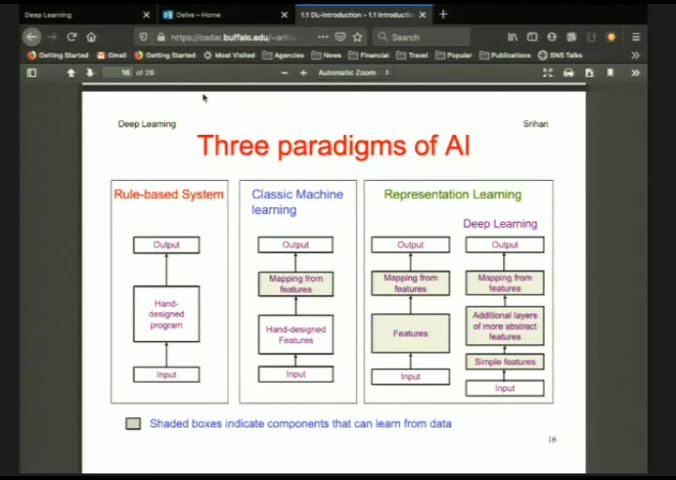 Deep Learning
Delve – Home
1.1 DL-Introduction – 1.1 Introductio
https://cedar.buffalo.edu/~srih
Search
Getting Started
Gmail
Getting Started
Most Visited
Agencies
News
Financial
Travel
Popular
Publications
SNS Talks
16 of 26
Automatic Zoom
Deep Learning
Srihari
Three paradigms of AI
Rule-based System
Output
Hand-
designed
program
Input
Classic Machine
learning
Output
Mapping from
features
Hand-designed
Features
Input
Representation Learning
Output
Mapping from
features
Features
Input
Deep Learning
Output
Mapping from
features
Additional layers
of more abstract
features
Simple features
Input
Shaded boxes indicate components that can learn from data
16